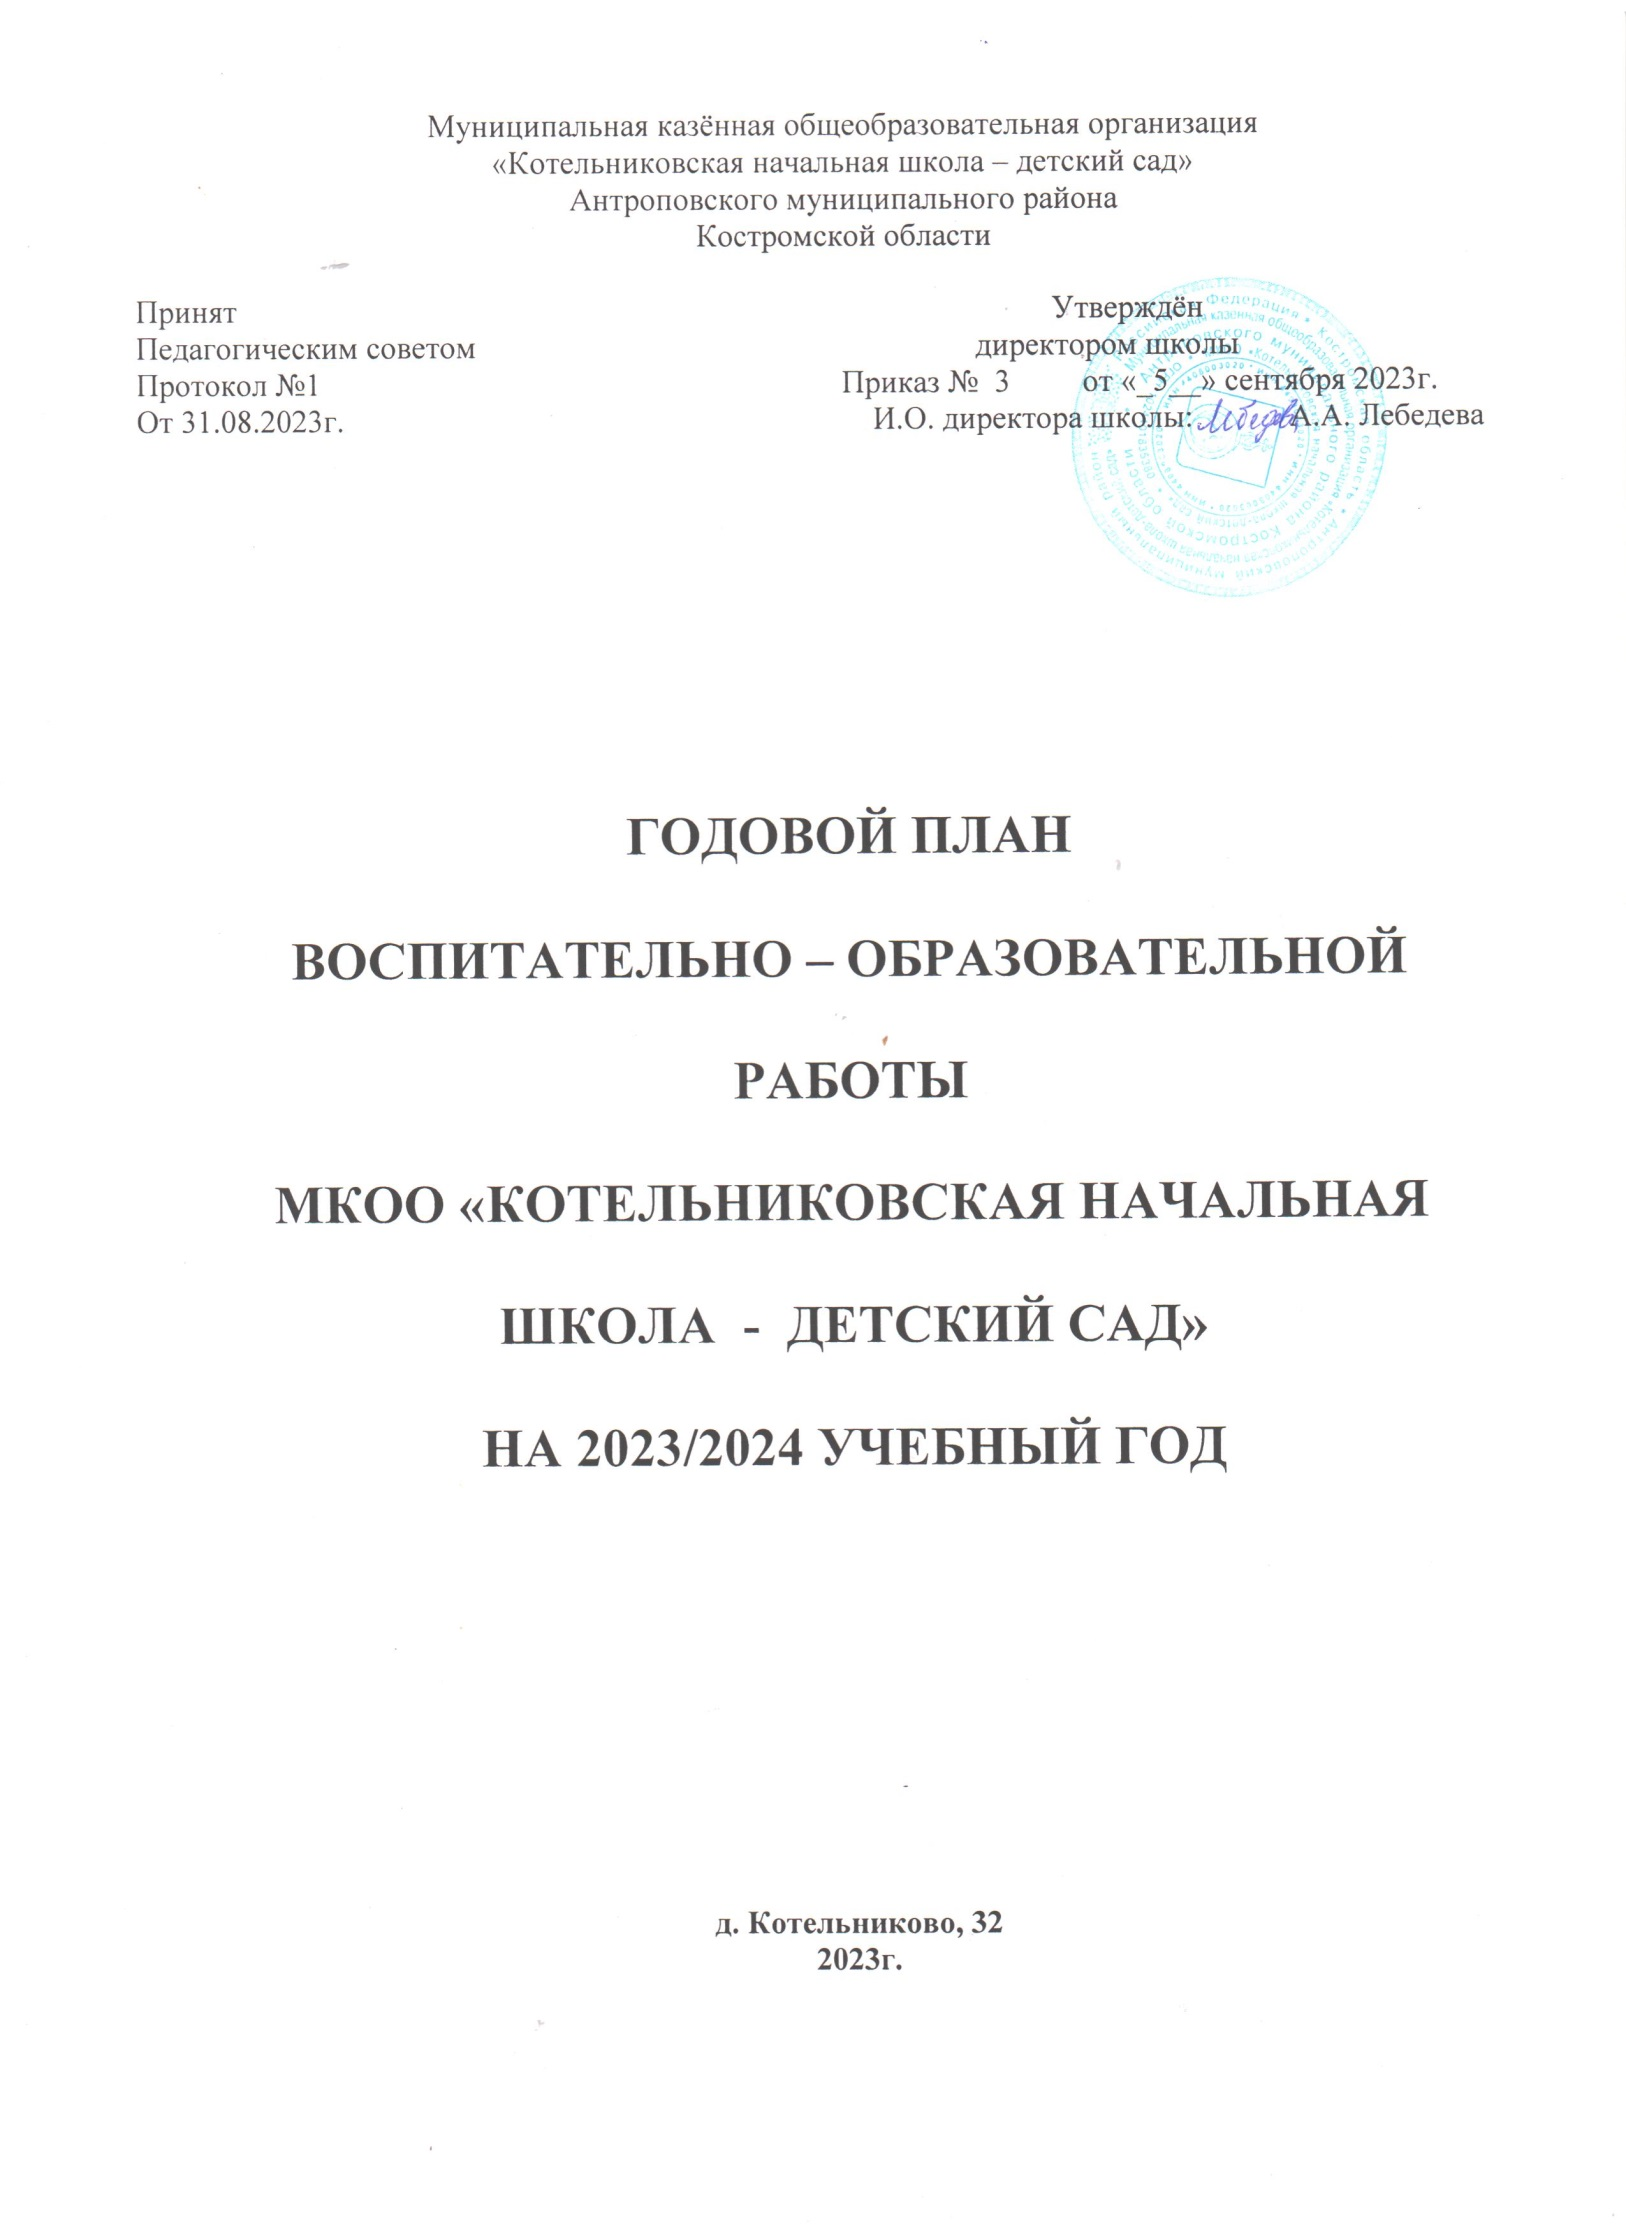 Муниципальная казённая общеобразовательная организация
«Котельниковская начальная школа – детский сад»
Антроповского муниципального района
Костромской области
Принят
Педагогическим советом
Протокол №1
От 31.08.2023г.
Утверждён
директором школы
Приказ № 3 от «_5__» сентября 2023г.
И.О. директора школы: А.А. Лебедева
ГОДОВОЙ ПЛАН
ВОСПИТАТЕЛЬНО – ОБРАЗОВАТЕЛЬНОЙ
РАБОТЫ
МКОО «КОТЕЛЬНИКОВСКАЯ НАЧАЛЬНАЯ
ШКОЛА - ДЕТСКИЙ САД»
НА 2023/2024 УЧЕБНЫЙ ГОД
д. Котельниково, 32
2023г.